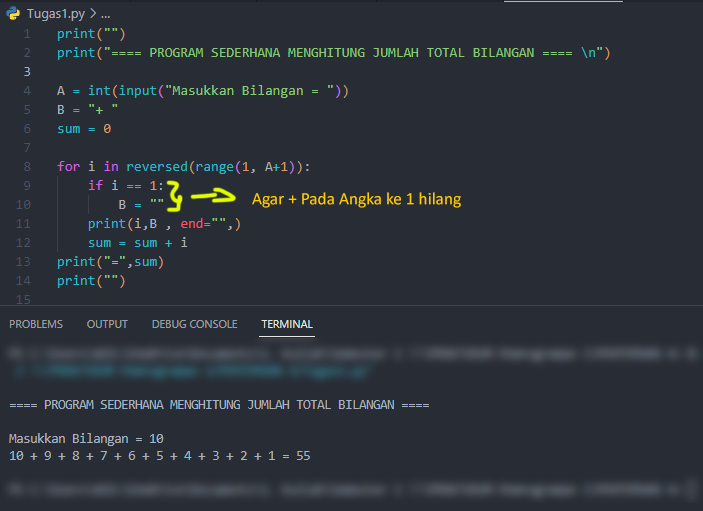 Tugas1.py > ...
1 print("")
2 print("==== PROGRAM SEDERHANA MENGHITUNG JUMLAH TOTAL BILANGAN ==== \n")
3
4 A = int(input("Masukkan Bilangan = "))
5 B = "+ "
6 sum = 0
7
8 for i in reversed(range(1, A+1)):
9 if i == 1:
10 B = ""
Agar + Pada Angka ke 1 hilang
11 print(i,B , end="",)
12 sum = sum + i
13 print("=",sum)
14 print("")
15
PROBLEMS OUTPUT DEBUG CONSOLE TERMINAL
==== PROGRAM SEDERHANA MENGHITUNG JUMLAH TOTAL BILANGAN ====
Masukkan Bilangan = 10
10 + 9 + 8 + 7 + 6 + 5 + 4 + 3 + 2 + 1 = 55